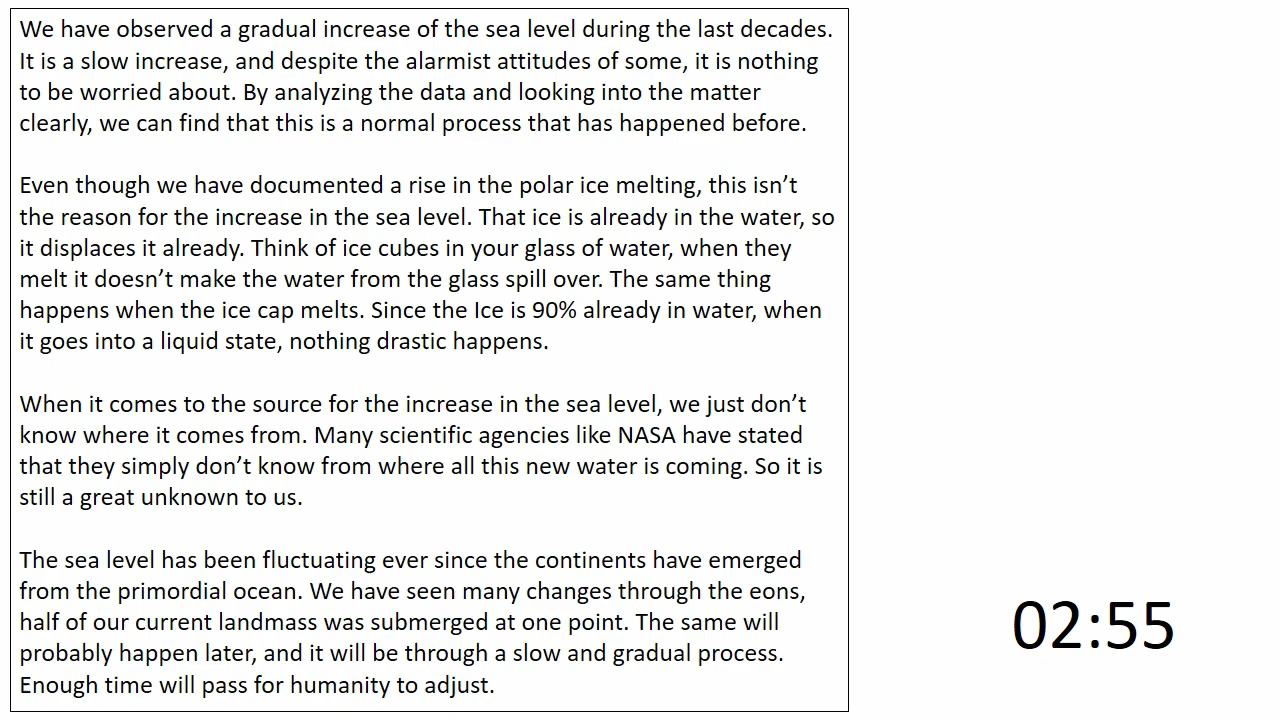 We have observed a gradual increase of the sea level during the last decades.
It is a slow increase, and despite the alarmist attitudes of some, it is nothing
to be worried about. By analyzing the data and looking into the matter
clearly, we can find that this is a normal process that has happened before.
Even though we have documented a rise in the polar ice melting, this isn't
the reason for the increase in the sea level. That ice is already in the water, so
it displaces it already. Think of ice cubes in your glass of water, when they
melt it doesn't make the water from the glass spill over. The same thing
happens when the ice cap melts. Since the Ice is 90% already in water, when
it goes into a liquid state, nothing drastic happens.
When it comes to the source for the increase in the sea level, we just don't
know where it comes from. Many scientific agencies like NASA have stated
that they simply don't know from where all this new water is coming. So it is
still a great unknown to us.
The sea level has been fluctuating ever since the continents have emerged
from the primordial ocean. We have seen many changes through the eons,
half of our current landmass was submerged at one point. The same will
probably happen later, and it will be through a slow and gradual process.
Enough time will pass for humanity to adjust.
02:55